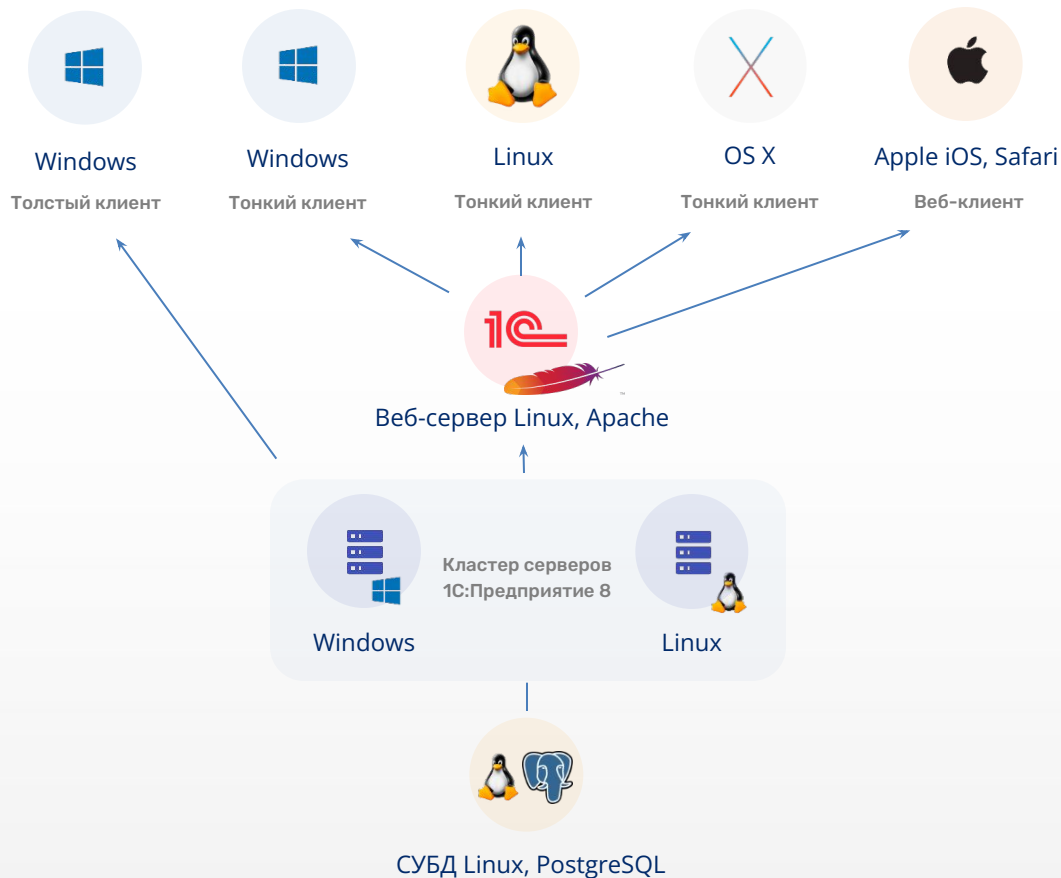 Windows
Windows
Linux
OS X
Apple iOS, Safari
Толстый клиент
Тонкий клиент
Тонкий клиент
Тонкий клиент
Веб-клиент
1С
Веб-сервер Linux, Apache
Кластер серверов
1С:Предприятие 8
Windows
Linux
СУБД Linux, PostgreSQL